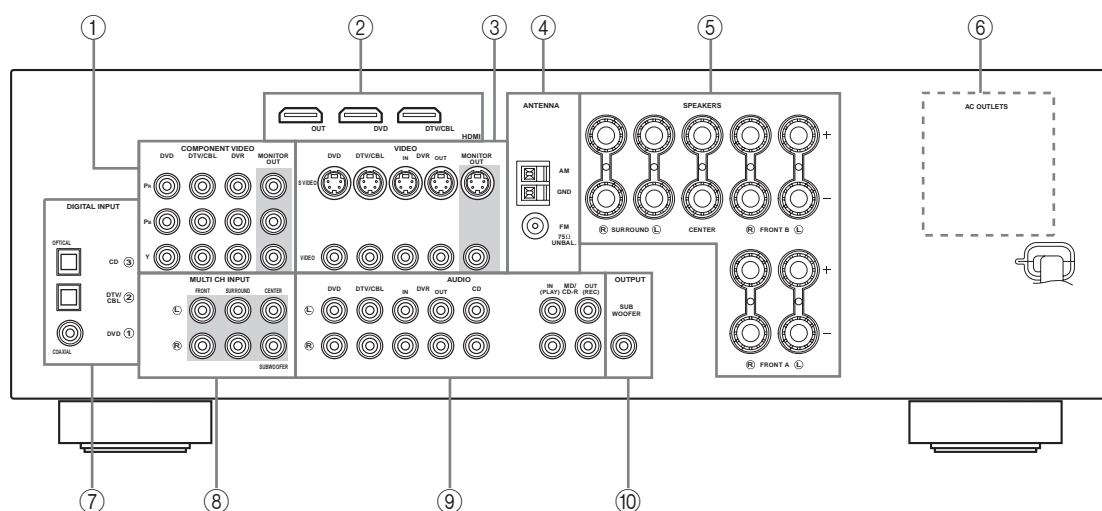 ① ② ③ ④ ⑤ ⑥
ANTENNA
SPEAKERS
AC OUTLETS
OUT DVD DTV/CBL
HDMI
COMPONENT VIDEO
DVD DTV/CBL DVR MONITOR OUT
PR
PB
Y
VIDEO
DVD DTV/CBL IN DVR OUT MONITOR OUT
S VIDEO
VIDEO
AM
GND
FM
75Ω
UNBAL.
+
–
Ⓡ SURROUND Ⓛ CENTER Ⓡ FRONT B Ⓛ
DIGITAL INPUT
OPTICAL
CD ③
DTV/
CBL ②
DVD ①
COAXIAL
MULTI CH INPUT
FRONT SURROUND CENTER
Ⓛ
Ⓡ
SUBWOOFER
AUDIO
DVD DTV/CBL IN DVR OUT CD
IN (PLAY) MD/CD-R OUT (REC)
Ⓛ
Ⓡ
OUTPUT
SUB
WOOFER
+
–
Ⓡ FRONT A Ⓛ
⑦ ⑧ ⑨ ⑩